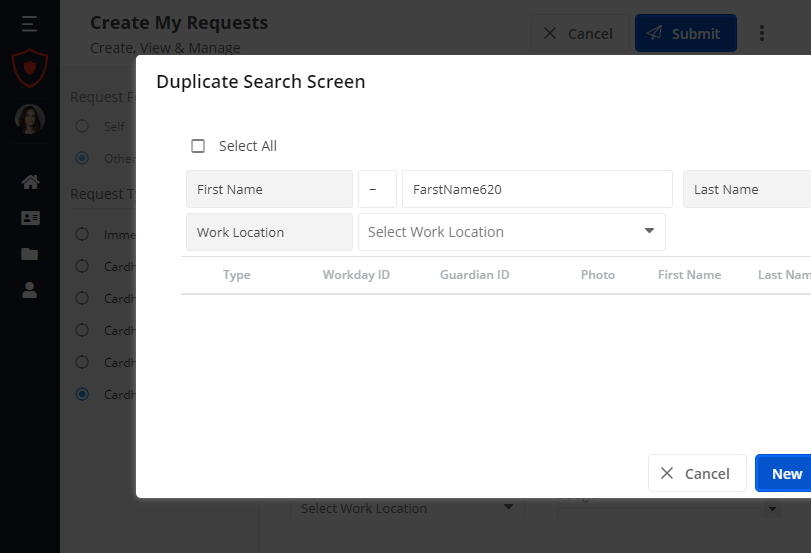 Create My Requests
Create, View & Manage
Cancel
Submit
Duplicate Search Screen
Request F
Self
Othe
Request T
Imme
Cardh
Cardh
Cardh
Cardh
Cardh
Select All
First Name
–
FarstName620
Last Name
Work Location
Select Work Location
Type Workday ID Guardian ID Photo First Name Last Nam
Cancel
New
Select Work Location